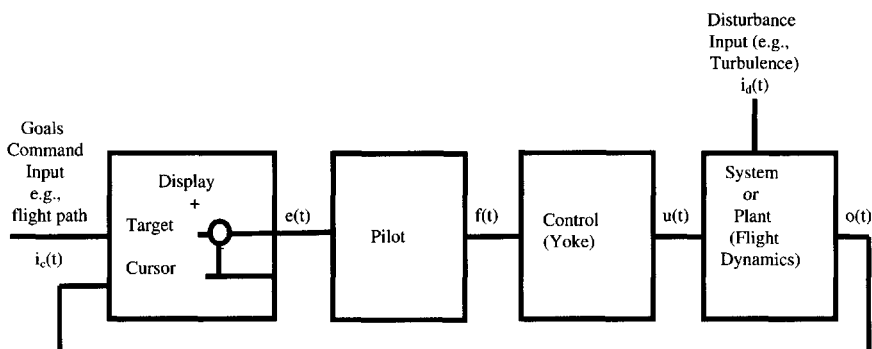 Goals
Command
Input
e.g.,
flight path
i_c(t)
Display
+
Target
Cursor
e(t)
Pilot
f(t)
Control
(Yoke)
u(t)
Disturbance
Input (e.g.,
Turbulence)
i_d(t)
System
or
Plant
(Flight
Dynamics)
o(t)